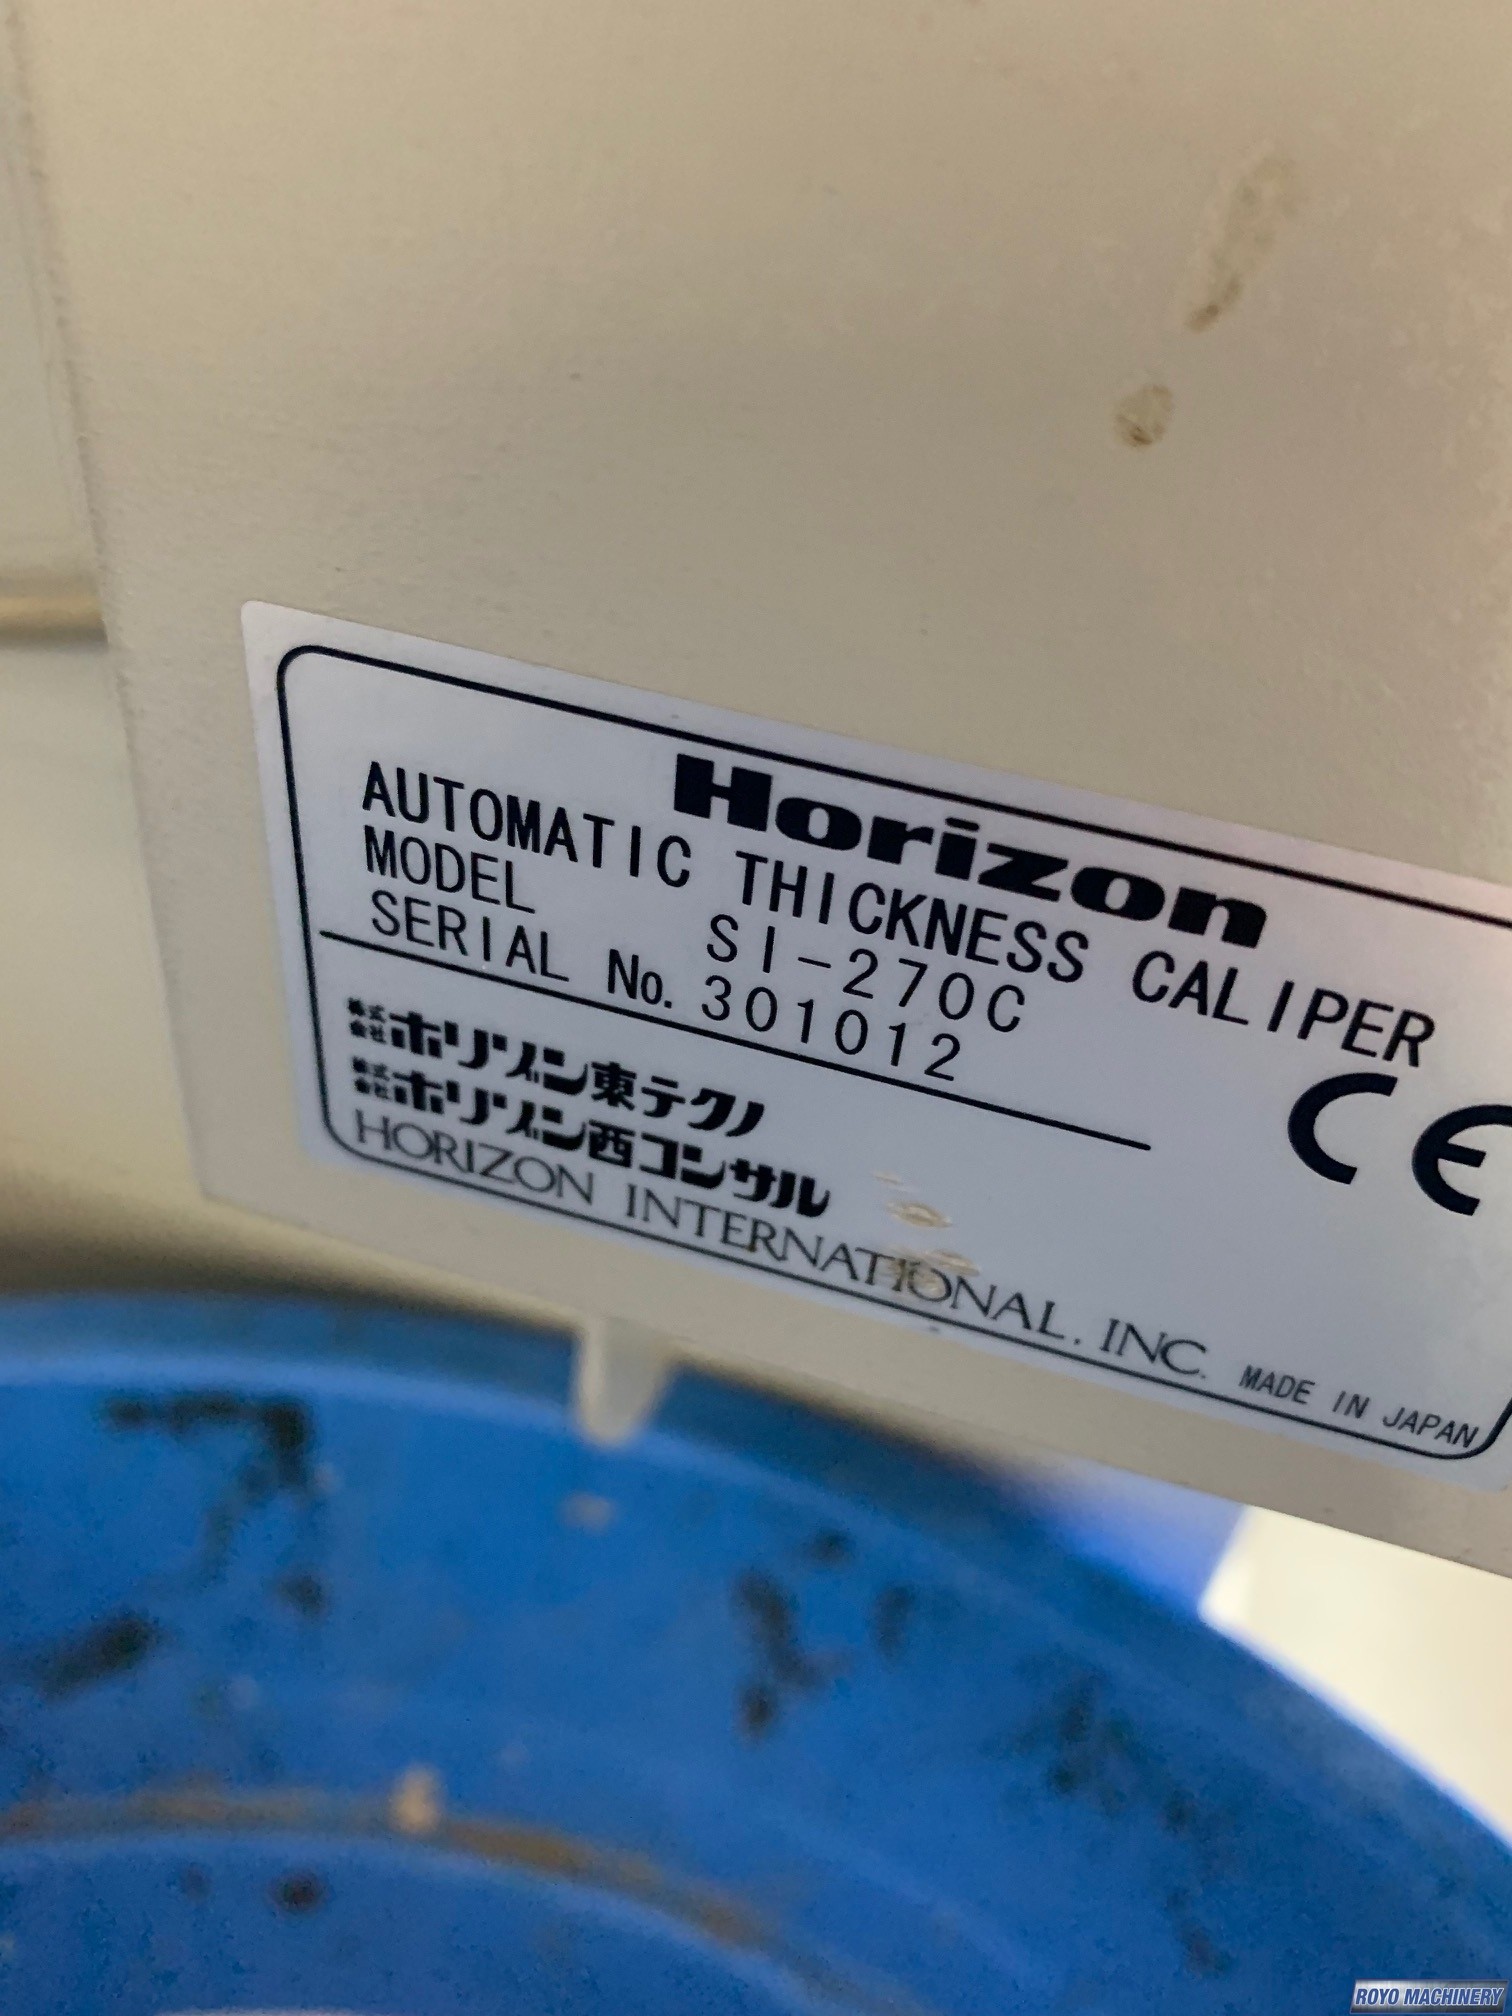 Horizon
AUTOMATIC THICKNESS CALIPER
MODEL SI-270C
SERIAL No. 301012
株式会社ホリゾン東テクノ
株式会社ホリゾン西コンサル
HORIZON INTERNATIONAL. INC. MADE IN JAPAN
CE
ROYO MACHINERY